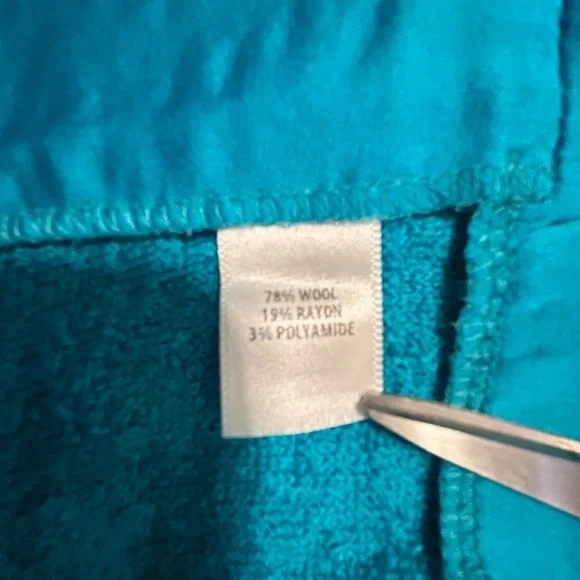 78% WOOL
19% RAYON
3% POLYAMIDE